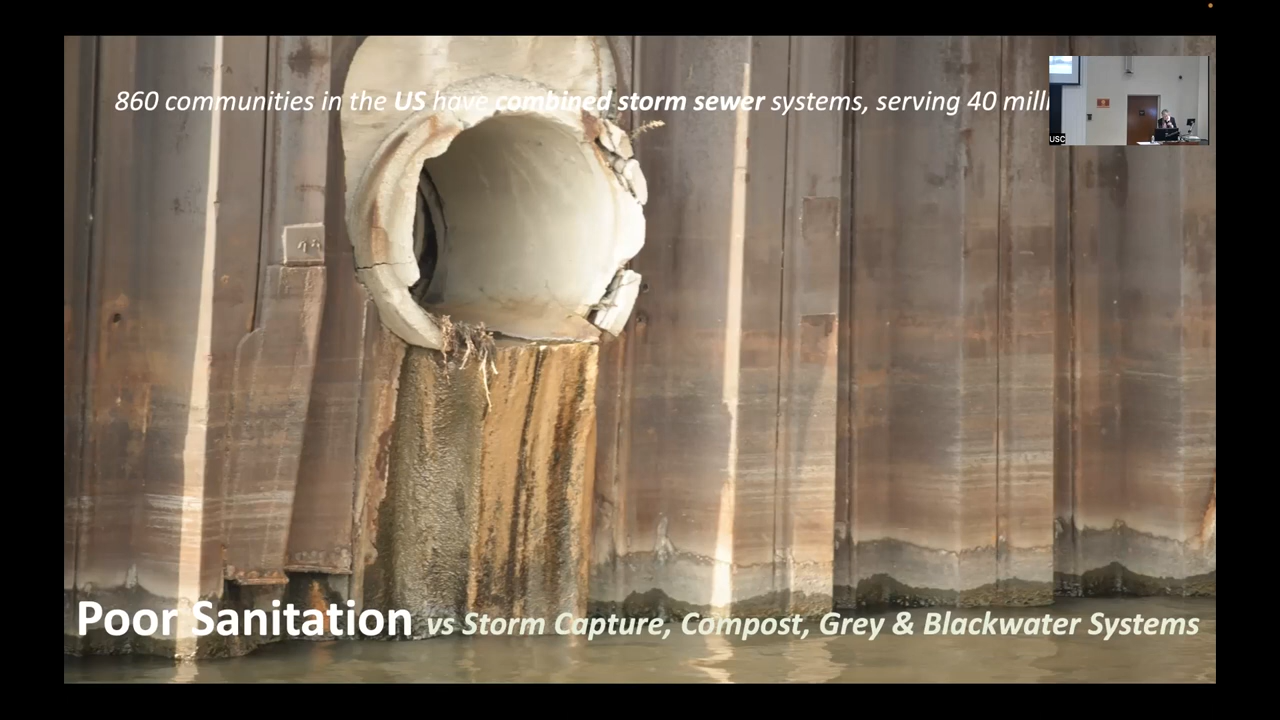 860 communities in the US have combined storm sewer systems, serving 40 milli
USC
Poor Sanitation vs Storm Capture, Compost, Grey & Blackwater Systems